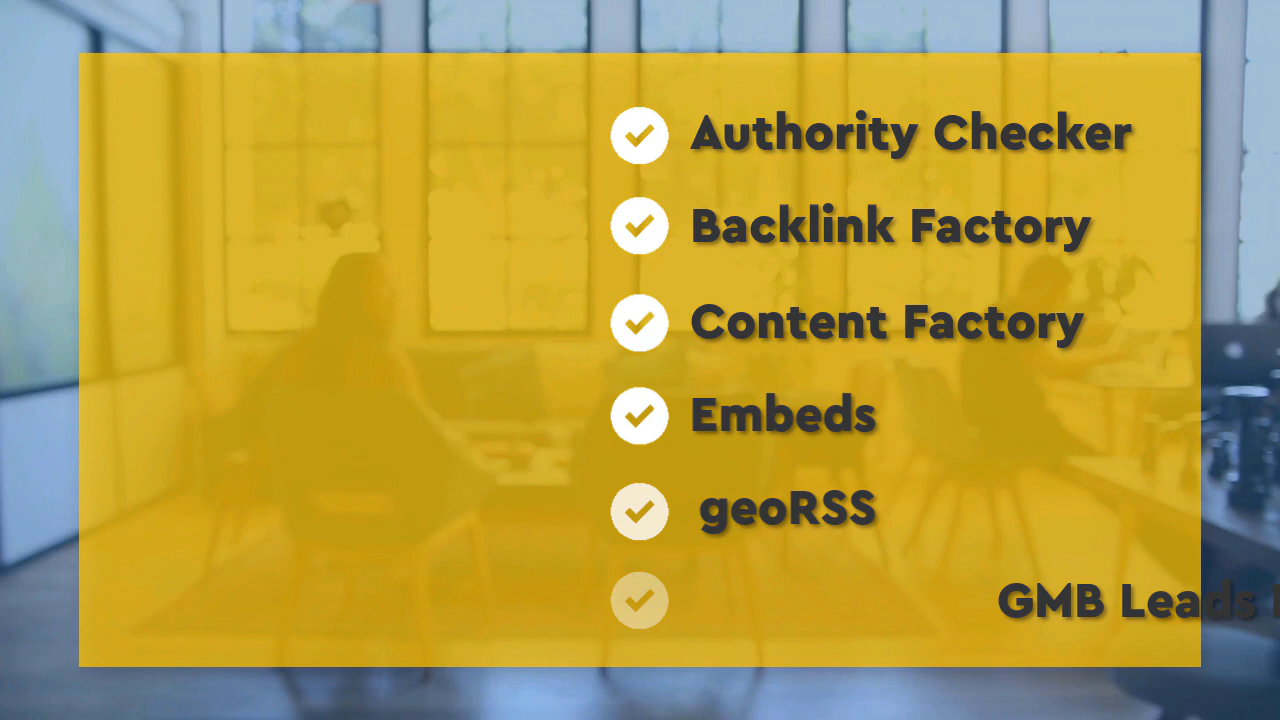 Authority Checker
Backlink Factory
Content Factory
Embeds
geoRSS
GMB Leads